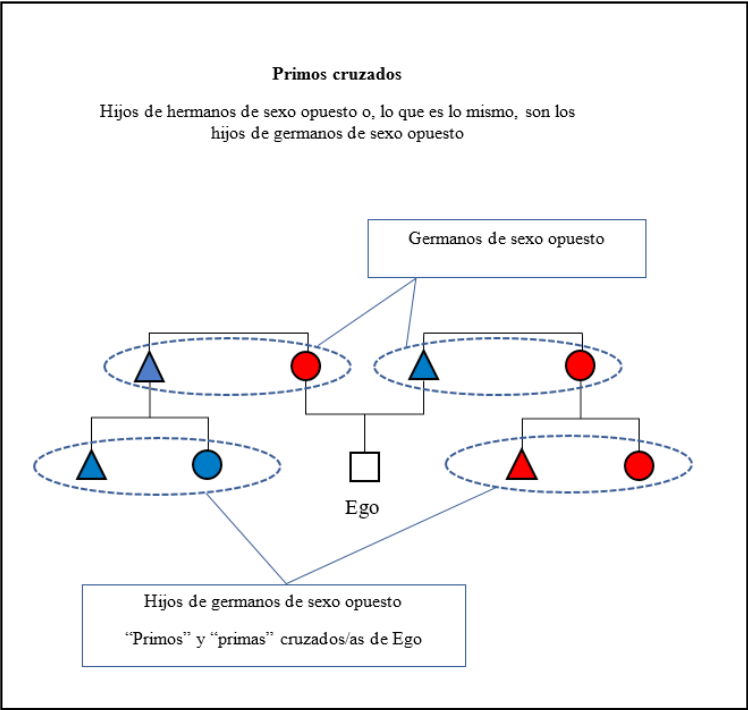 Primos cruzados
Hijos de hermanos de sexo opuesto o, lo que es lo mismo, son los
hijos de germanos de sexo opuesto
Germanos de sexo opuesto
Ego
Hijos de germanos de sexo opuesto
“Primos” y “primas” cruzados/as de Ego